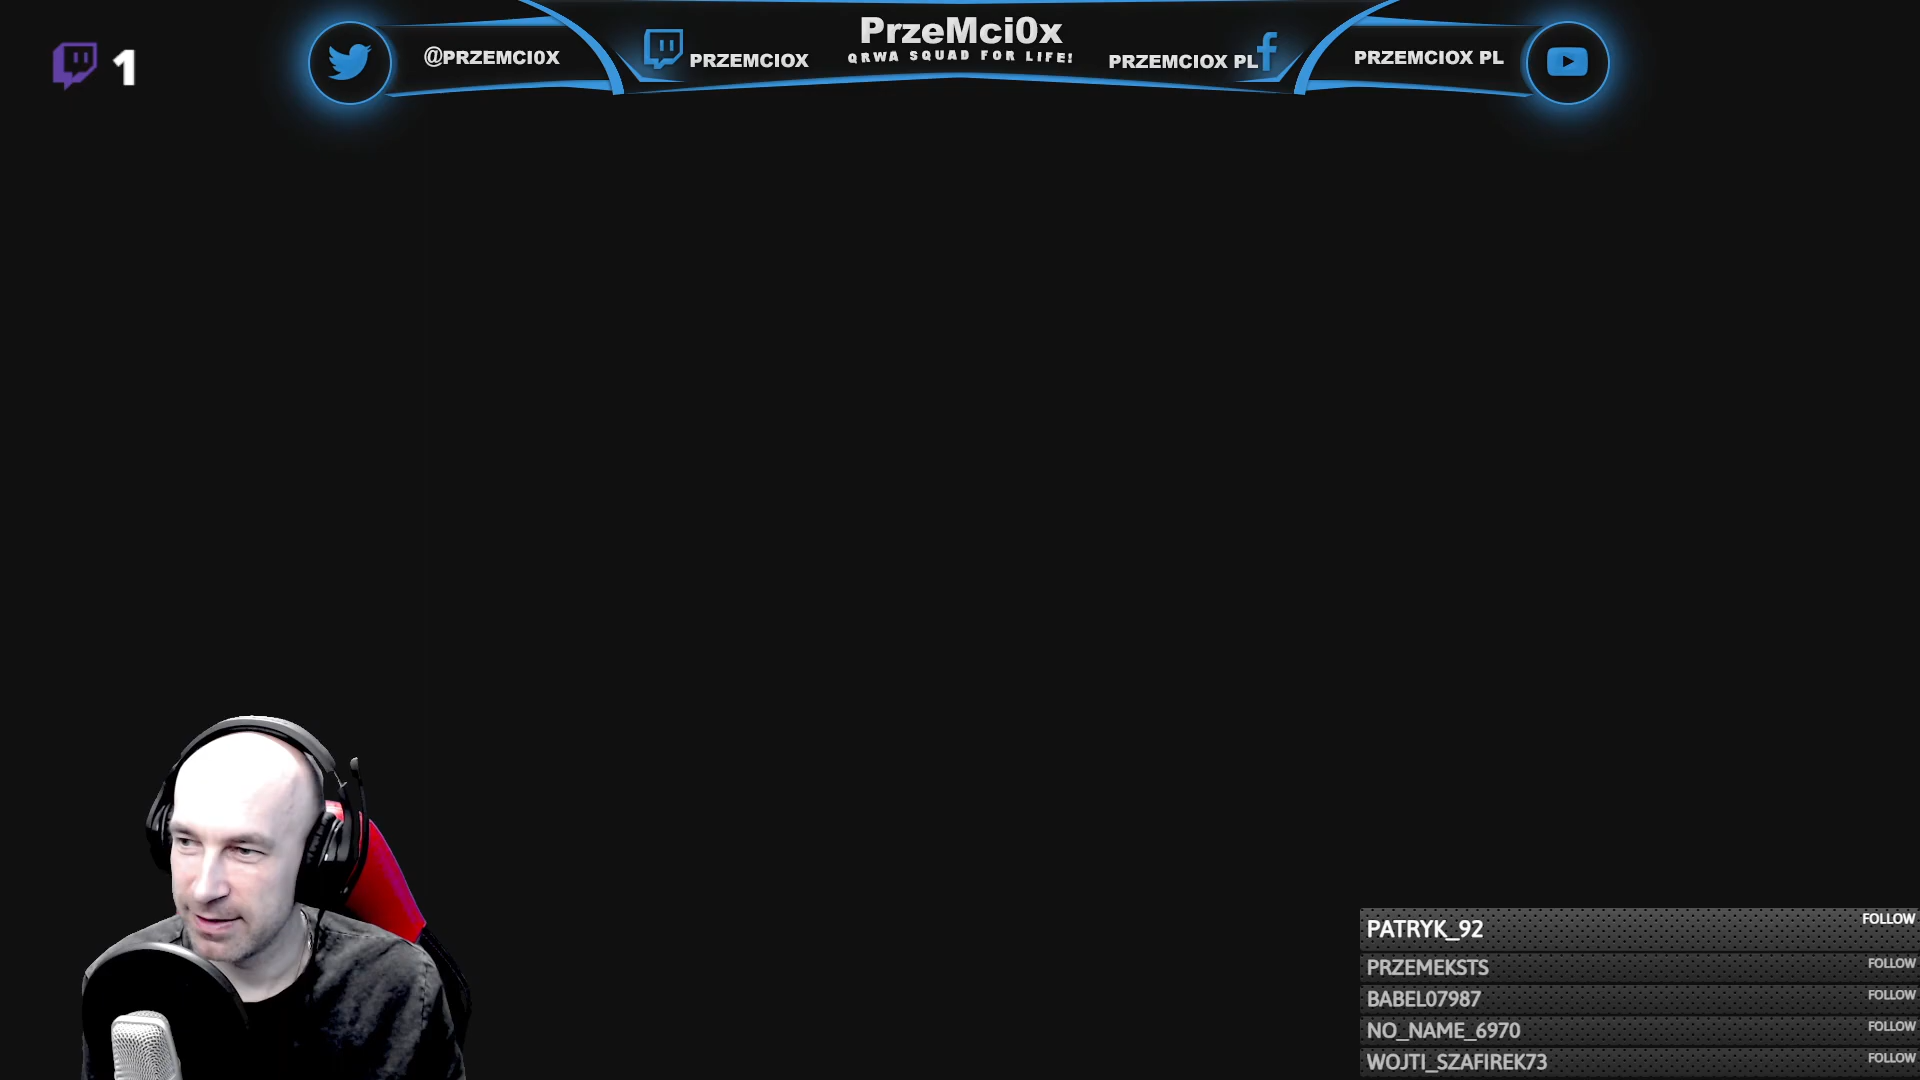 1
@PRZEMCI0X
PRZEMCIOX
PrzeMci0x
QRWA SQUAD FOR LIFE!
PRZEMCIOX PL
PRZEMCIOX PL
PATRYK_92 FOLLOW
PRZEMEKSTS FOLLOW
BABEL07987 FOLLOW
NO_NAME_6970 FOLLOW
WOJTI_SZAFIREK73 FOLLOW